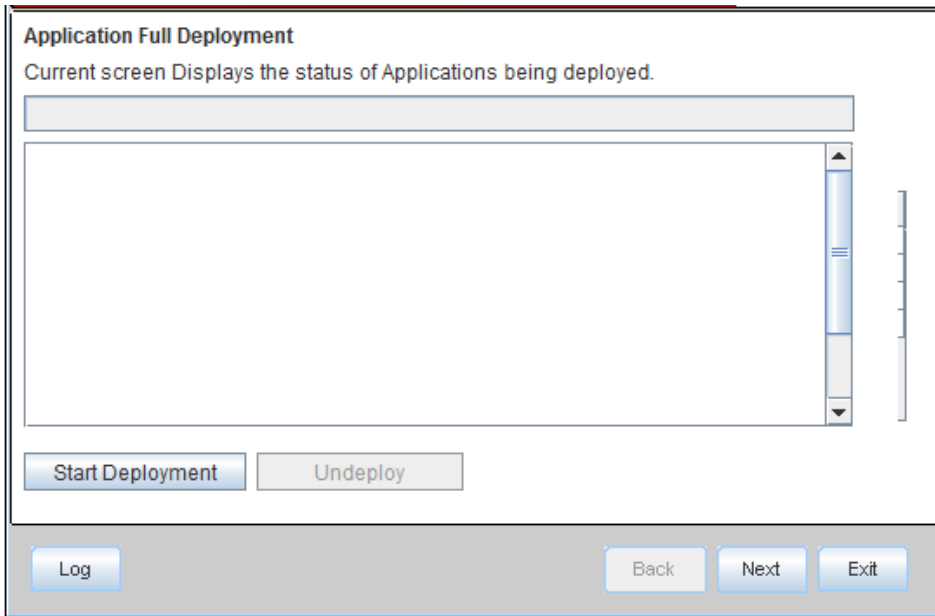 Application Full Deployment
Current screen Displays the status of Applications being deployed.
Start Deployment Undeploy
Log Back Next Exit